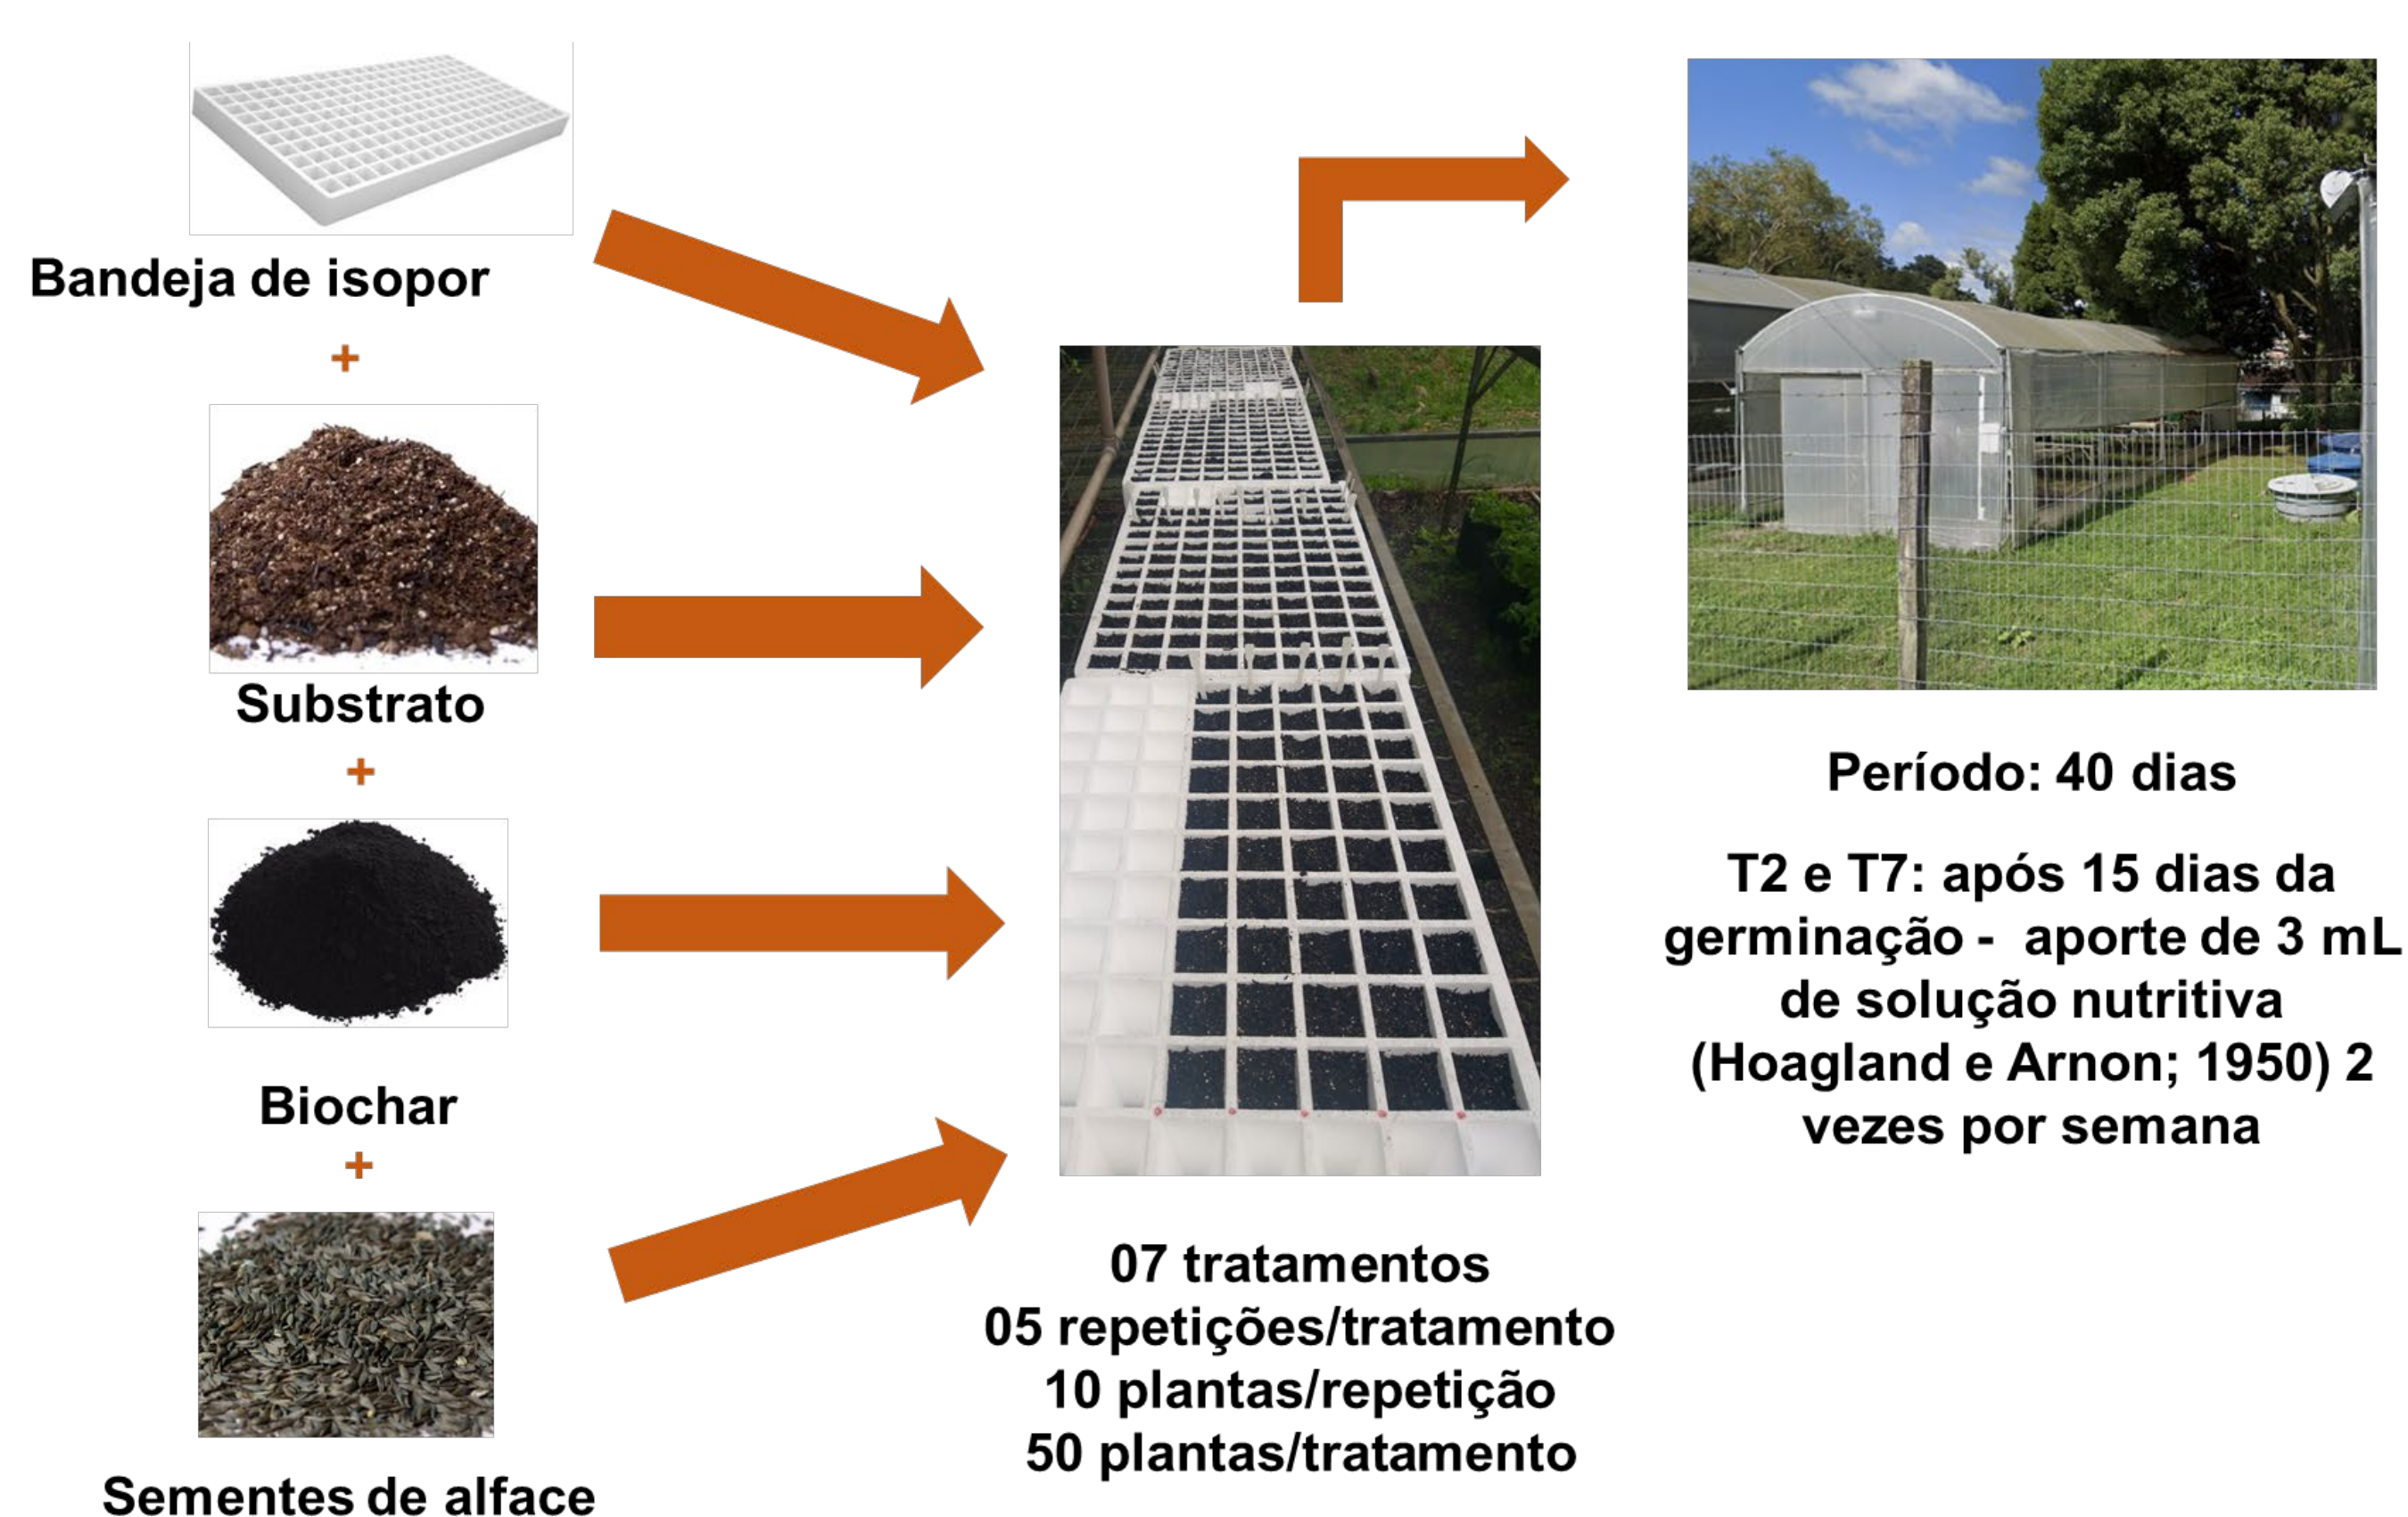 Bandeja de isopor
+
Substrato
+
Biochar
+
Sementes de alface
07 tratamentos
05 repetições/tratamento
10 plantas/repetição
50 plantas/tratamento
Período: 40 dias
T2 e T7: após 15 dias da
germinação - aporte de 3 mL
de solução nutritiva
(Hoagland e Arnon; 1950) 2
vezes por semana